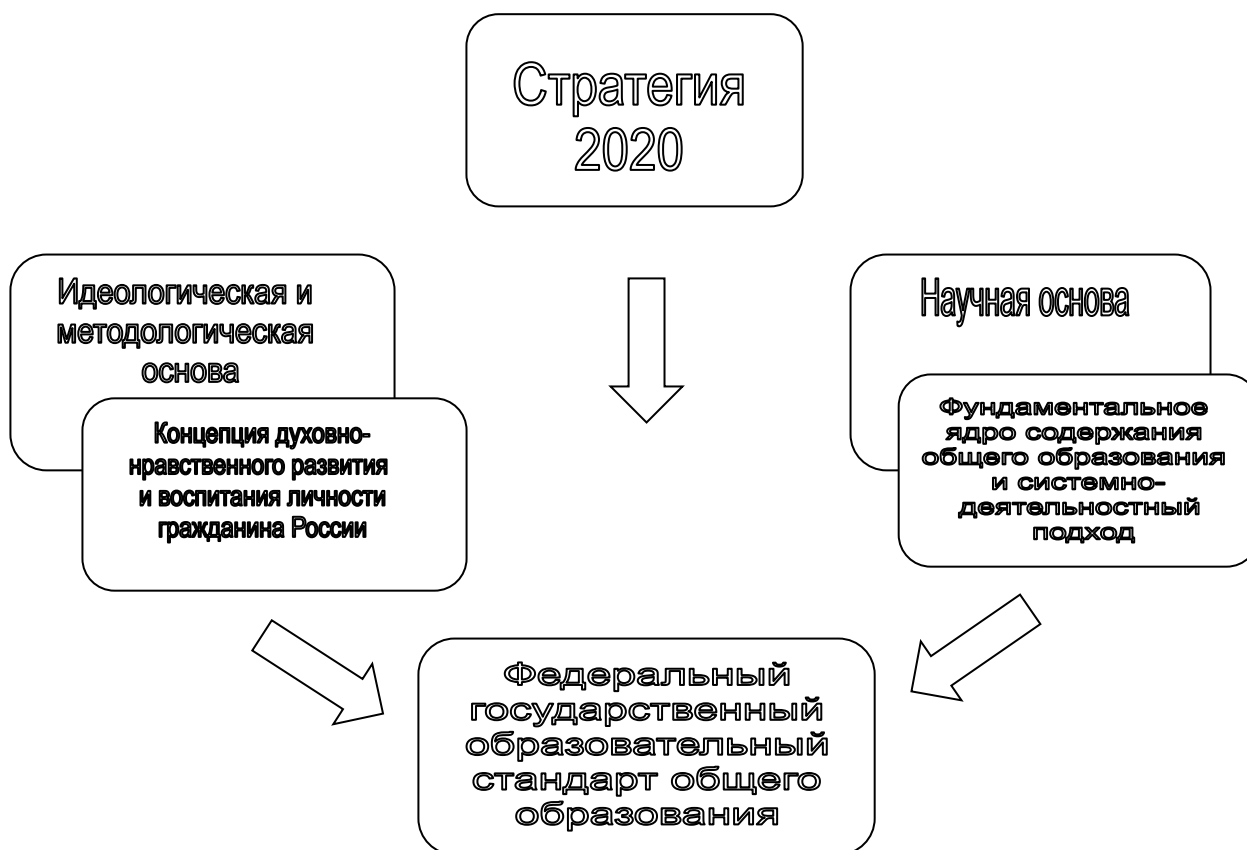 Стратегия
2020
Идеологическая и
методологическая
основа
Концепция духовно-
нравственного развития
и воспитания личности
гражданина России
Научная основа
Фундаментальное
ядро содержания
общего образования
и системно-
деятельностный
подход
Федеральный
государственный
образовательный
стандарт общего
образования